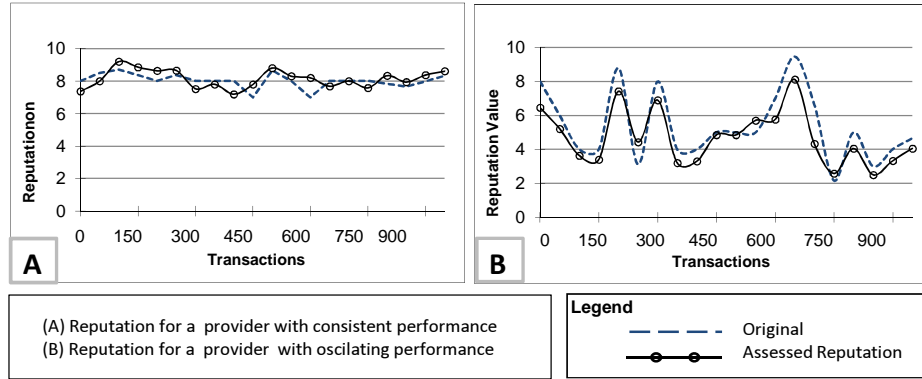 10
8
6
4
2
0
Reputationon
0 150 300 450 600 750 900
Transactions
A
10
8
6
4
2
0
Reputation Value
0 150 300 450 600 750 900
Transactions
B
(A) Reputation for a provider with consistent performance
(B) Reputation for a provider with oscilating performance
Legend
Original
Assessed Reputation